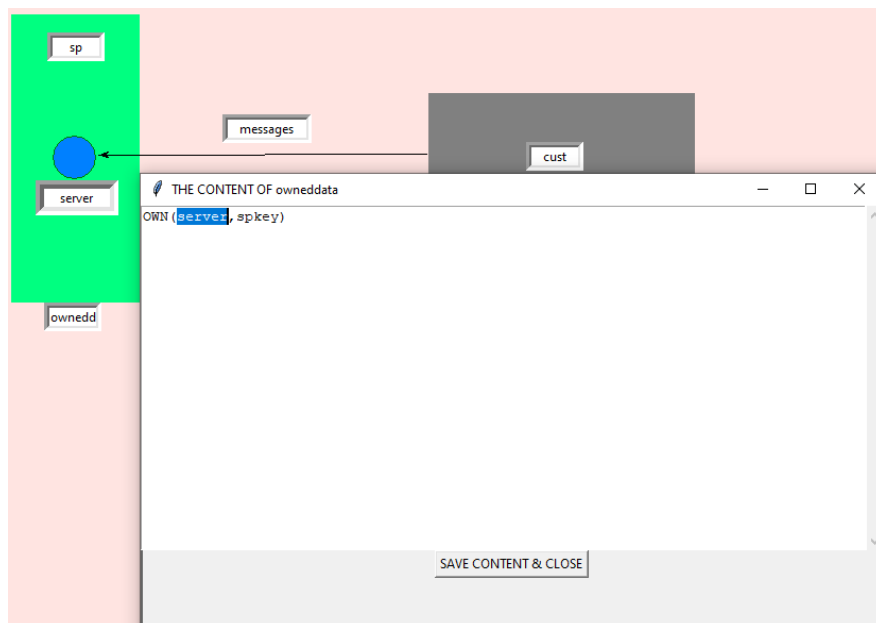 sp
messages
cust
server
THE CONTENT OF owneddata
OWN(server,spkey)
ownedd
SAVE CONTENT & CLOSE